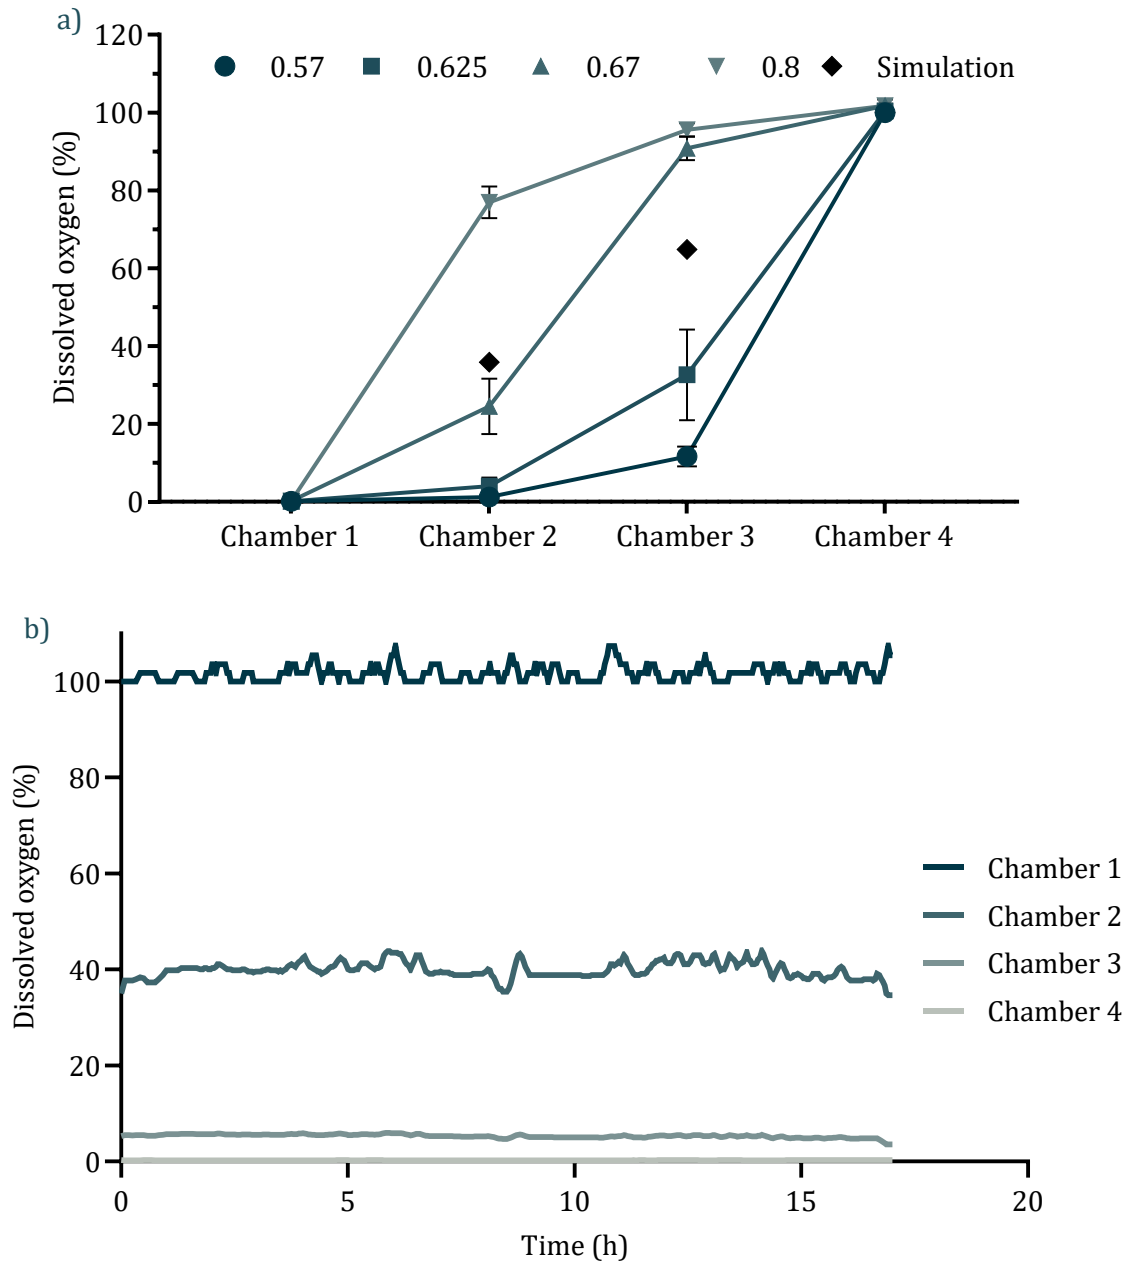 a)
120
100
80
60
40
20
0
Dissolved oxygen (%)
0.57 0.625 0.67 0.8 Simulation
Chamber 1 Chamber 2 Chamber 3 Chamber 4
b)
100
80
60
40
20
0
Dissolved oxygen (%)
Chamber 1
Chamber 2
Chamber 3
Chamber 4
0 5 10 15 20
Time (h)